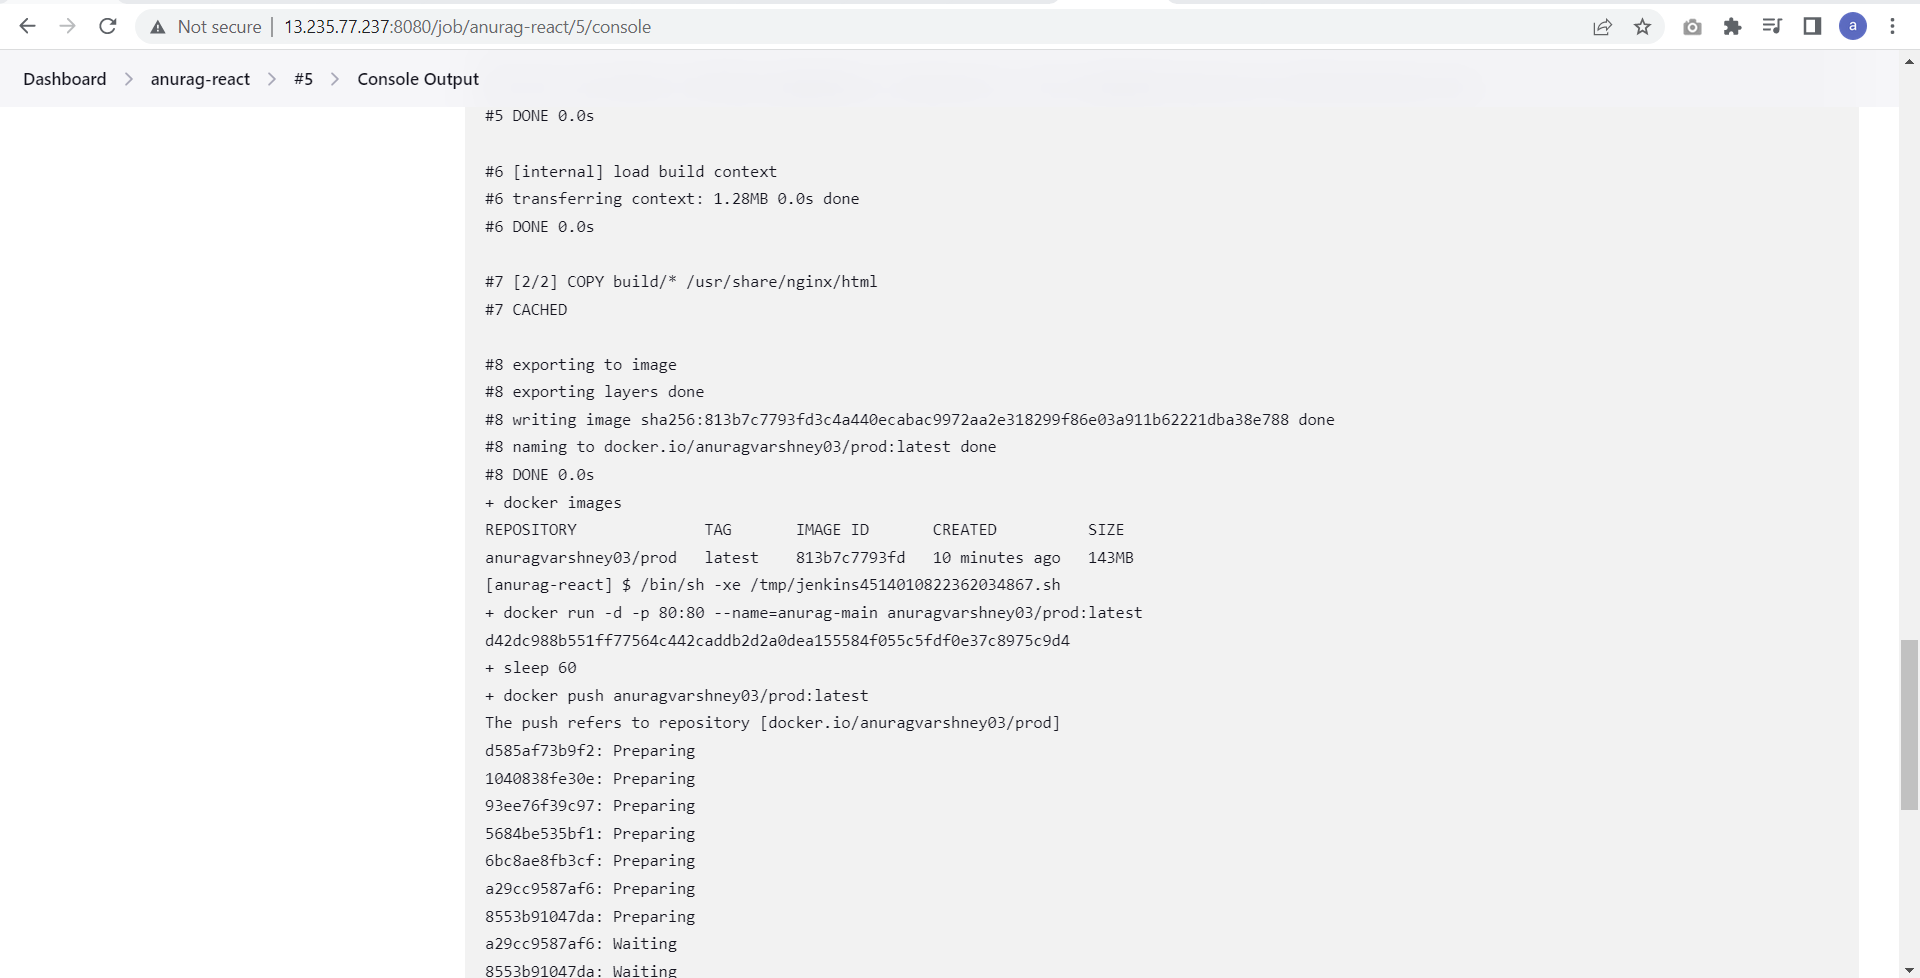 Not secure | 13.235.77.237:8080/job/anurag-react/5/console
a
Dashboard > anurag-react > #5 > Console Output
#5 DONE 0.0s
#6 [internal] load build context
#6 transferring context: 1.28MB 0.0s done
#6 DONE 0.0s
#7 [2/2] COPY build/* /usr/share/nginx/html
#7 CACHED
#8 exporting to image
#8 exporting layers done
#8 writing image sha256:813b7c7793fd3c4a440ecabac9972aa2e318299f86e03a911b62221dba38e788 done
#8 naming to docker.io/anuragvarshney03/prod:latest done
#8 DONE 0.0s
+ docker images
REPOSITORY TAG IMAGE ID CREATED SIZE
anuragvarshney03/prod latest 813b7c7793fd 10 minutes ago 143MB
[anurag-react] $ /bin/sh -xe /tmp/jenkins4514010822362034867.sh
+ docker run -d -p 80:80 --name=anurag-main anuragvarshney03/prod:latest
d42dc988b551ff77564c442caddb2d2a0dea155584f055c5fdf0e37c8975c9d4
+ sleep 60
+ docker push anuragvarshney03/prod:latest
The push refers to repository [docker.io/anuragvarshney03/prod]
d585af73b9f2: Preparing
1040838fe30e: Preparing
93ee76f39c97: Preparing
5684be535bf1: Preparing
6bc8ae8fb3cf: Preparing
a29cc9587af6: Preparing
8553b91047da: Preparing
a29cc9587af6: Waiting
8553b91047da: Waiting